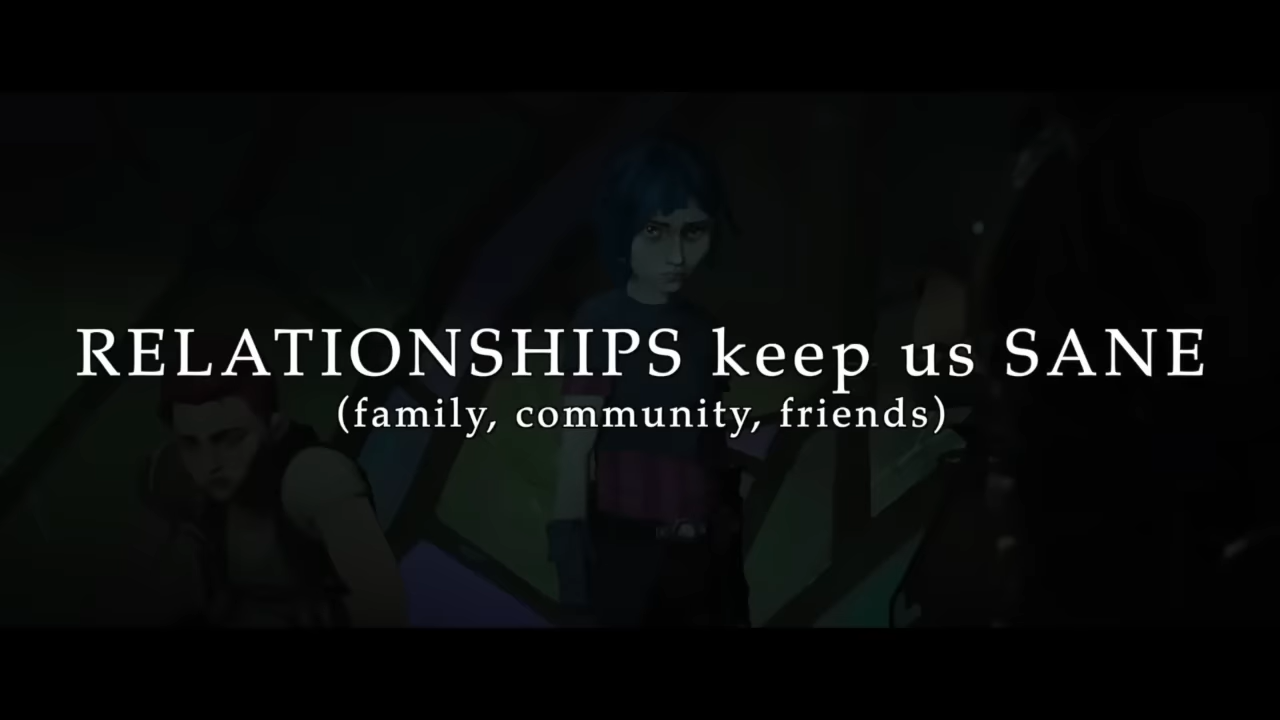 RELATIONSHIPS keep us SANE
(family, community, friends)